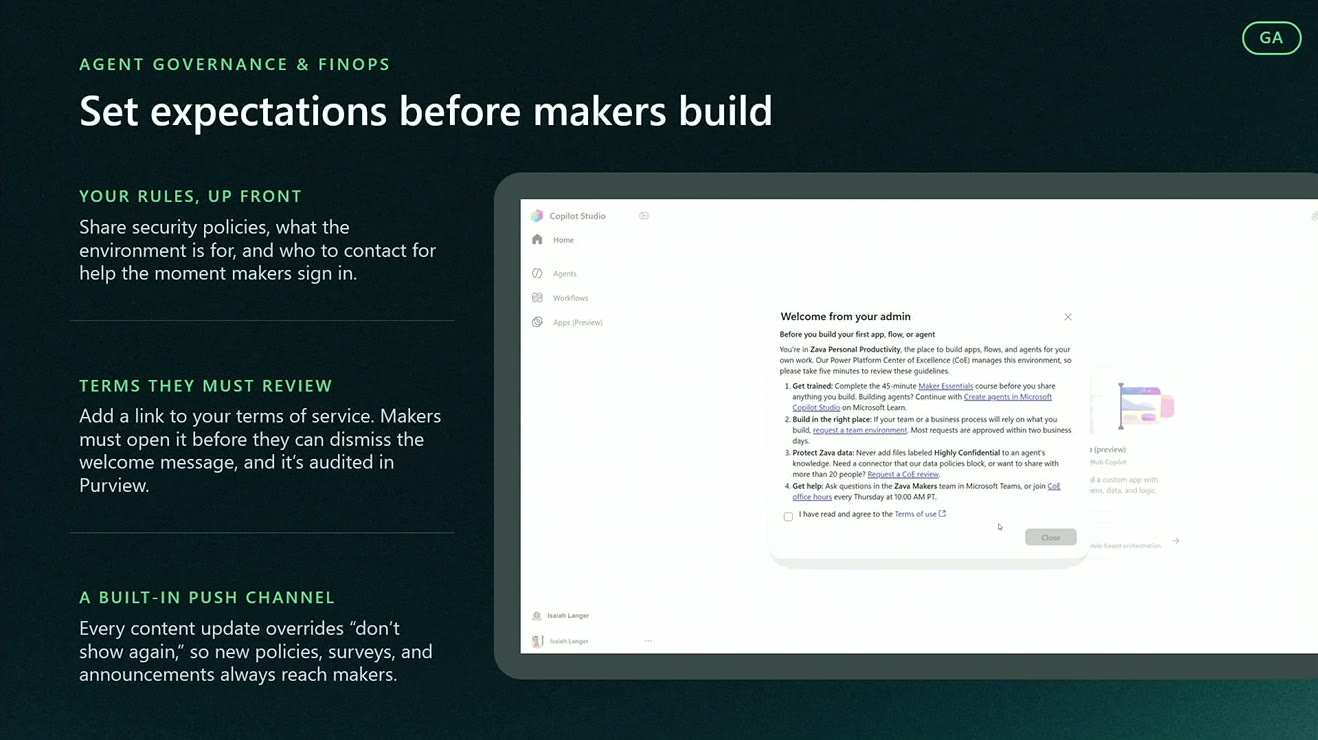 GA
AGENT GOVERNANCE & FINOPS
Set expectations before makers build
YOUR RULES, UP FRONT
Share security policies, what the
environment is for, and who to contact for
help the moment makers sign in.
TERMS THEY MUST REVIEW
Add a link to your terms of service. Makers
must open it before they can dismiss the
welcome message, and it's audited in
Purview.
A BUILT-IN PUSH CHANNEL
Every content update overrides “don't
show again,” so new policies, surveys, and
announcements always reach makers.
Copilot Studio
Home
Agents
Workflows
Apps (Preview)
Welcome from your admin
Before you build your first app, flow, or agent
You're in Zava Personal Productivity, the place to build apps, flows, and agents for your
own work. Our Power Platform Center of Excellence (CoE) manages this environment, so
please take five minutes to review these guidelines.
1. Get trained: Complete the 45-minute Maker Essentials course before you share
anything you build. Building agents? Continue with Create agents in Microsoft
Copilot Studio on Microsoft Learn.
2. Build in the right place: If your team or a business process will rely on what you
build, request a team environment. Most requests are approved within two business
days.
3. Protect Zava data: Never add files labeled Highly Confidential to an agent's
knowledge. Need a connector that our data policies block, or want to share with
more than 20 people? Request a CoE review.
4. Get help: Ask questions in the Zava Makers team in Microsoft Teams, or join CoE
office hours every Thursday at 10:00 AM PT.
I have read and agree to the Terms of use
Close
(preview)
Copilot
a custom app with
data, and logic.
orchestration.
Isaiah Langer
Isaiah Langer